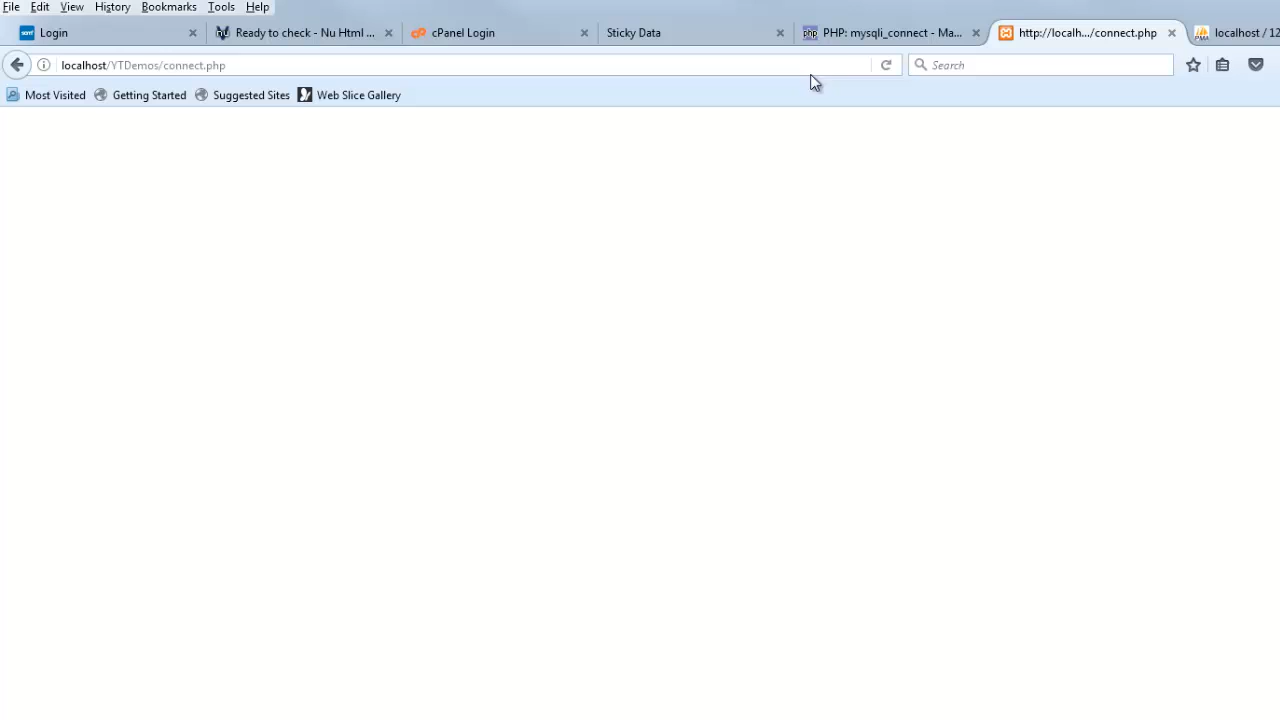 File Edit View History Bookmarks Tools Help
Login Ready to check - Nu Html ... cPanel Login Sticky Data PHP: mysqli_connect - Ma... http://localh.../connect.php localhost / 12
localhost/YTDemos/connect.php Search
Most Visited Getting Started Suggested Sites Web Slice Gallery